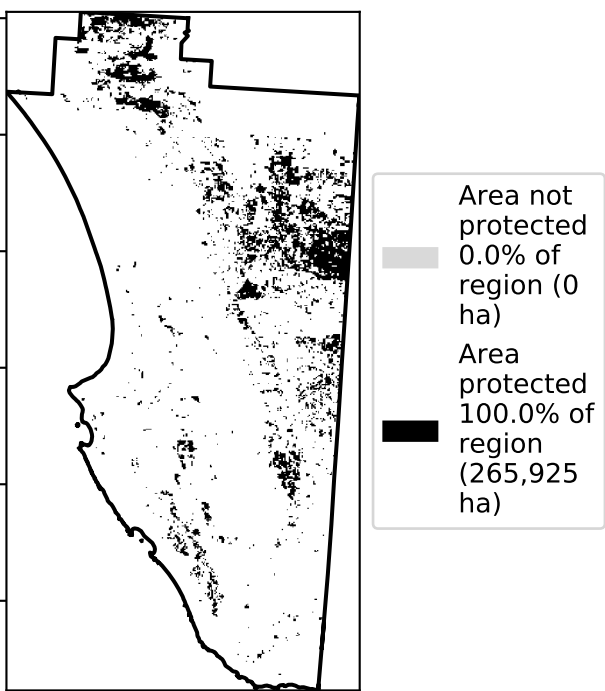 Area not
protected
0.0% of
region (0
ha)
Area
protected
100.0% of
region
(265,925
ha)